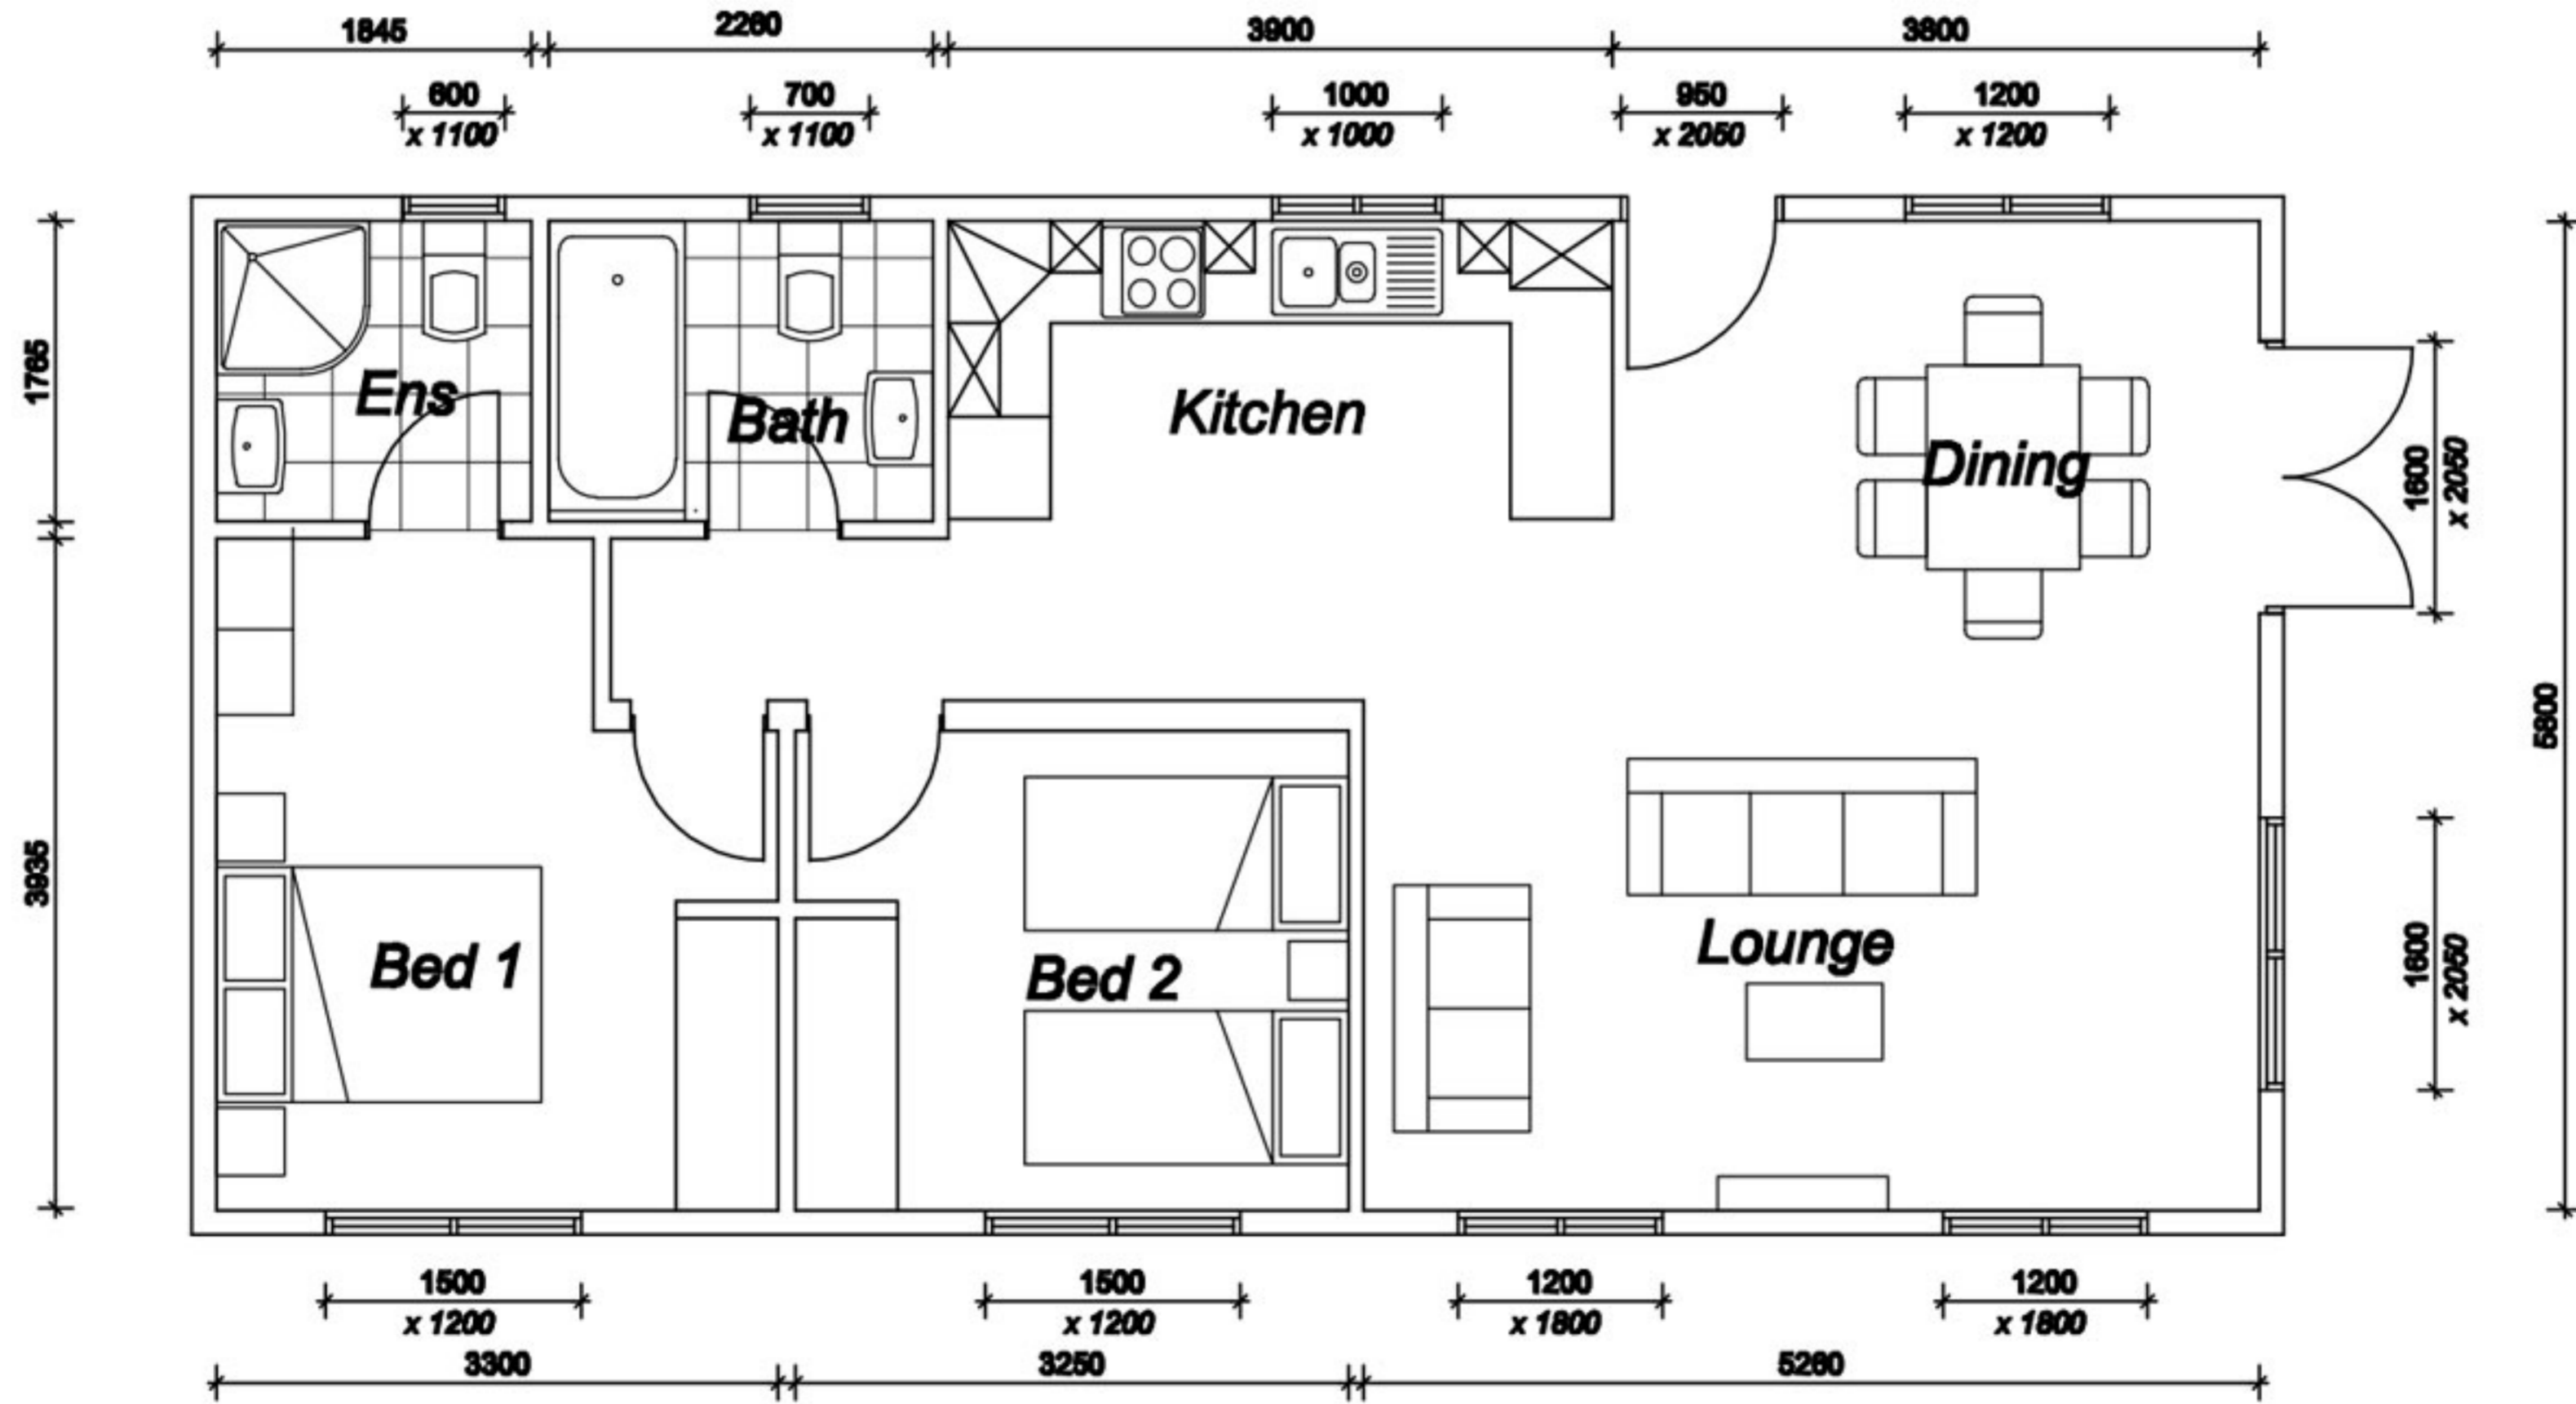 1845
2260
3900
3800
600
x 1100
700
x 1100
1000
x 1000
950
x 2050
1200
x 1200
1765
Ens
Bath
Kitchen
Dining
1600
x 2050
5800
3935
Bed 1
Bed 2
Lounge
1600
x 2050
1500
x 1200
1500
x 1200
1200
x 1800
1200
x 1800
3300
3250
5260